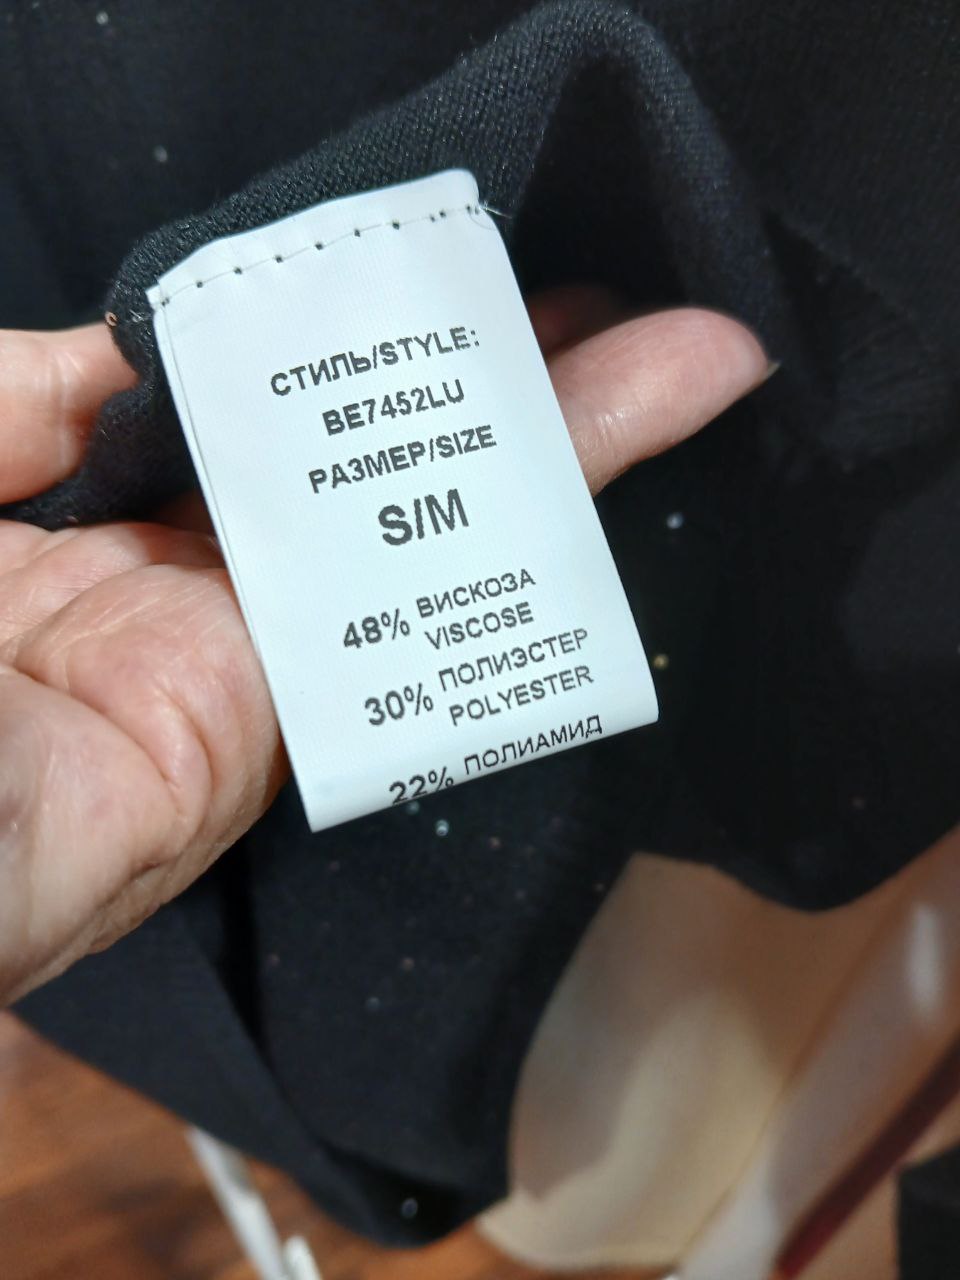 СТИЛЬ/STYLE:
BE7452LU
РАЗМЕР/SIZE
S/M
48% ВИСКОЗА
VISCOSE
30% ПОЛИЭСТЕР
POLYESTER
22% ПОЛИАМИД